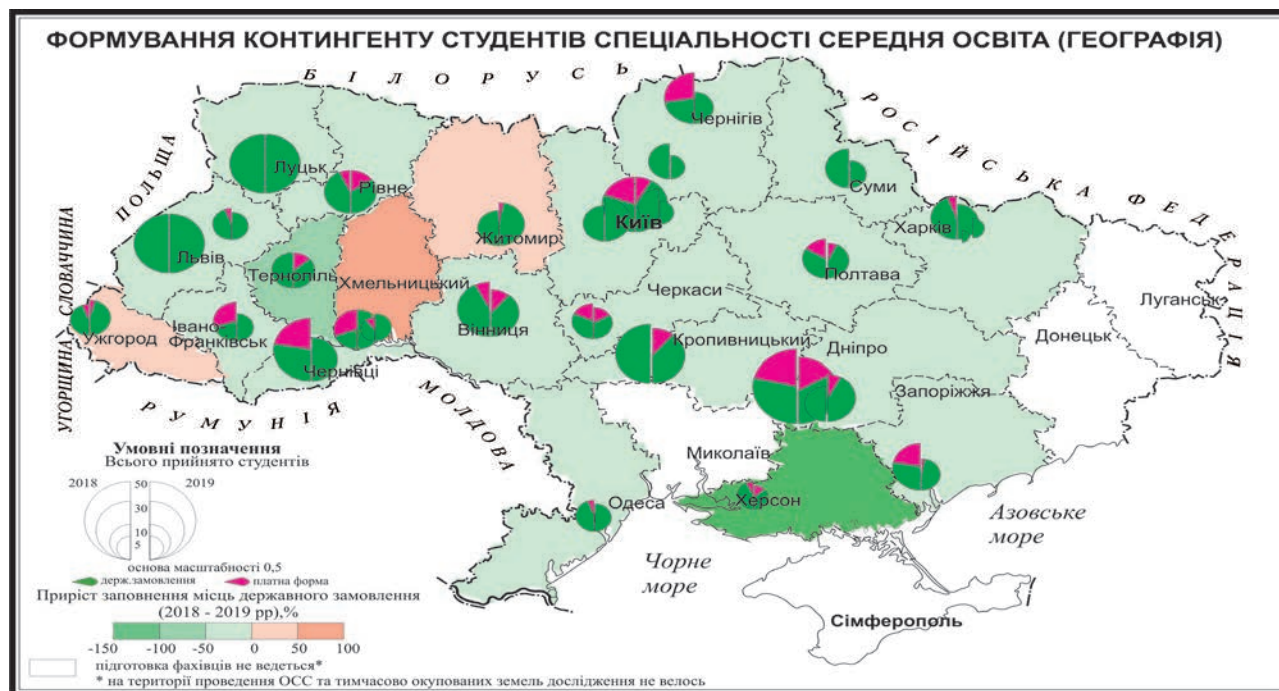 ФОРМУВАННЯ КОНТИНГЕНТУ СТУДЕНТІВ СПЕЦІАЛЬНОСТІ СЕРЕДНЯ ОСВІТА (ГЕОГРАФІЯ)
БІЛОРУСЬ
РОСІЙСЬКА ФЕДЕРАЦІЯ
ПОЛЬЩА
СЛОВАЧЧИНА
УГОРЩИНА
РУМУНІЯ
МОЛДОВА
Чернігів
Луцьк
Рівне
Суми
Київ
Харків
Житомир
Львів
Тернопіль
Хмельницький
Полтава
Черкаси
Луганськ
Ужгород
Івано-
Франківськ
Вінниця
Донецьк
Чернівці
Кропивницький
Дніпро
Запоріжжя
Миколаїв
Херсон
Одеса
Азовське
море
Чорне
море
Сімферополь
Умовні позначення
Всього прийнято студентів
2018 2019
50
30
10
5
основа масштабності 0,5
держ.замовлення платна форма
Приріст заповнення місць державного замовлення
(2018 - 2019 рр),%
-150 -100 -50 0 50 100
підготовка фахівців не ведеться*
* на території проведення ОСС та тимчасово окупованих земель дослідження не велось